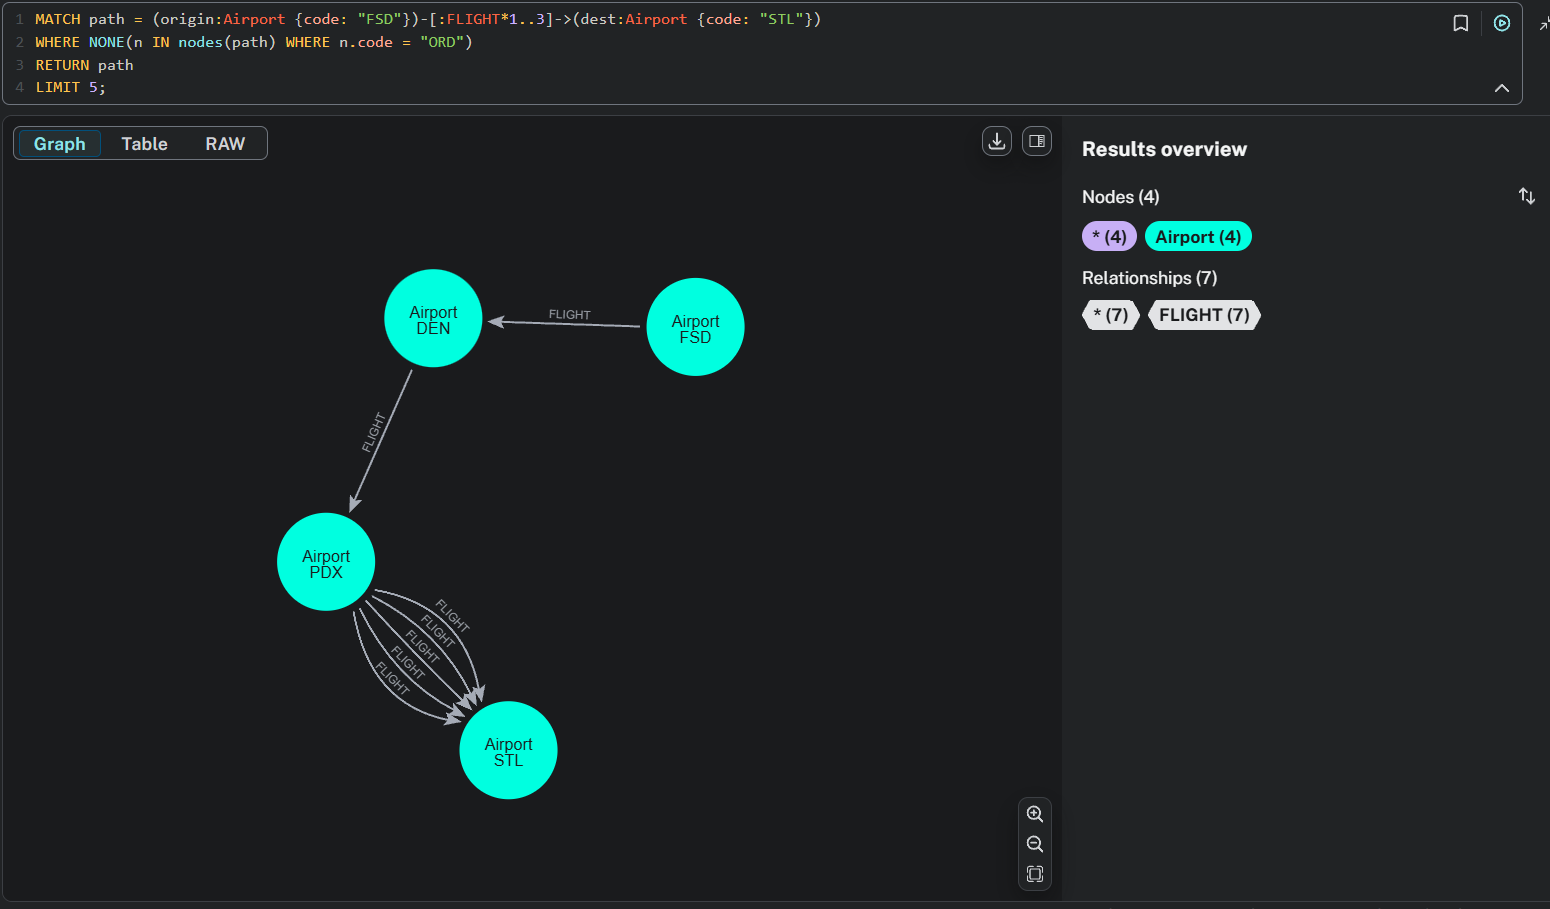 1 MATCH path = (origin:Airport {code: "FSD"})-[:FLIGHT*1..3]->(dest:Airport {code: "STL"})
2 WHERE NONE(n IN nodes(path) WHERE n.code = "ORD")
3 RETURN path
4 LIMIT 5;
Graph Table RAW
Results overview
Nodes (4)
* (4) Airport (4)
Relationships (7)
* (7) FLIGHT (7)
Airport
DEN
FLIGHT
Airport
FSD
FLIGHT
Airport
PDX
FLIGHT
FLIGHT
FLIGHT
FLIGHT
FLIGHT
Airport
STL